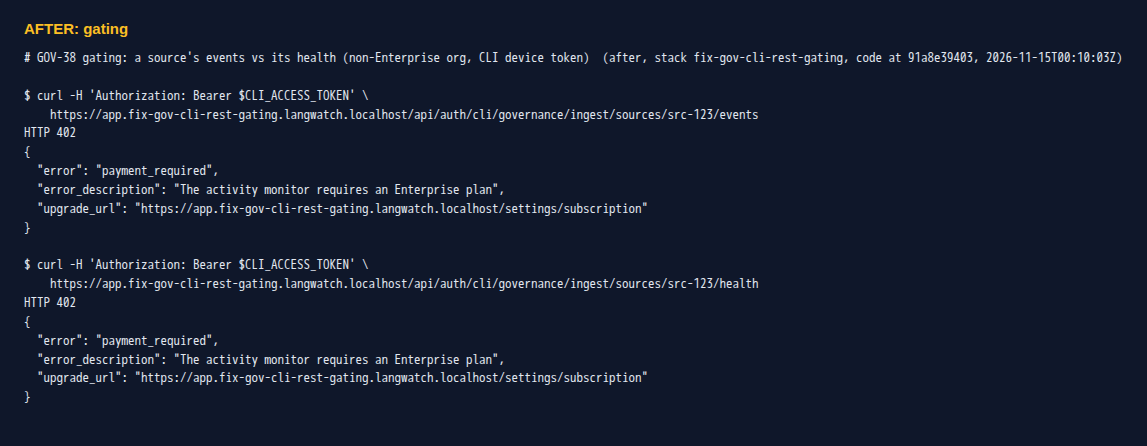 AFTER: gating
# GOV-38 gating: a source's events vs its health (non-Enterprise org, CLI device token)  (after, stack fix-gov-cli-rest-gating, code at 91a8e39403, 2026-11-15T00:10:03Z)
$ curl -H 'Authorization: Bearer $CLI_ACCESS_TOKEN' \
    https://app.fix-gov-cli-rest-gating.langwatch.localhost/api/auth/cli/governance/ingest/sources/src-123/events
HTTP 402
{
  "error": "payment_required",
  "error_description": "The activity monitor requires an Enterprise plan",
  "upgrade_url": "https://app.fix-gov-cli-rest-gating.langwatch.localhost/settings/subscription"
}
$ curl -H 'Authorization: Bearer $CLI_ACCESS_TOKEN' \
    https://app.fix-gov-cli-rest-gating.langwatch.localhost/api/auth/cli/governance/ingest/sources/src-123/health
HTTP 402
{
  "error": "payment_required",
  "error_description": "The activity monitor requires an Enterprise plan",
  "upgrade_url": "https://app.fix-gov-cli-rest-gating.langwatch.localhost/settings/subscription"
}